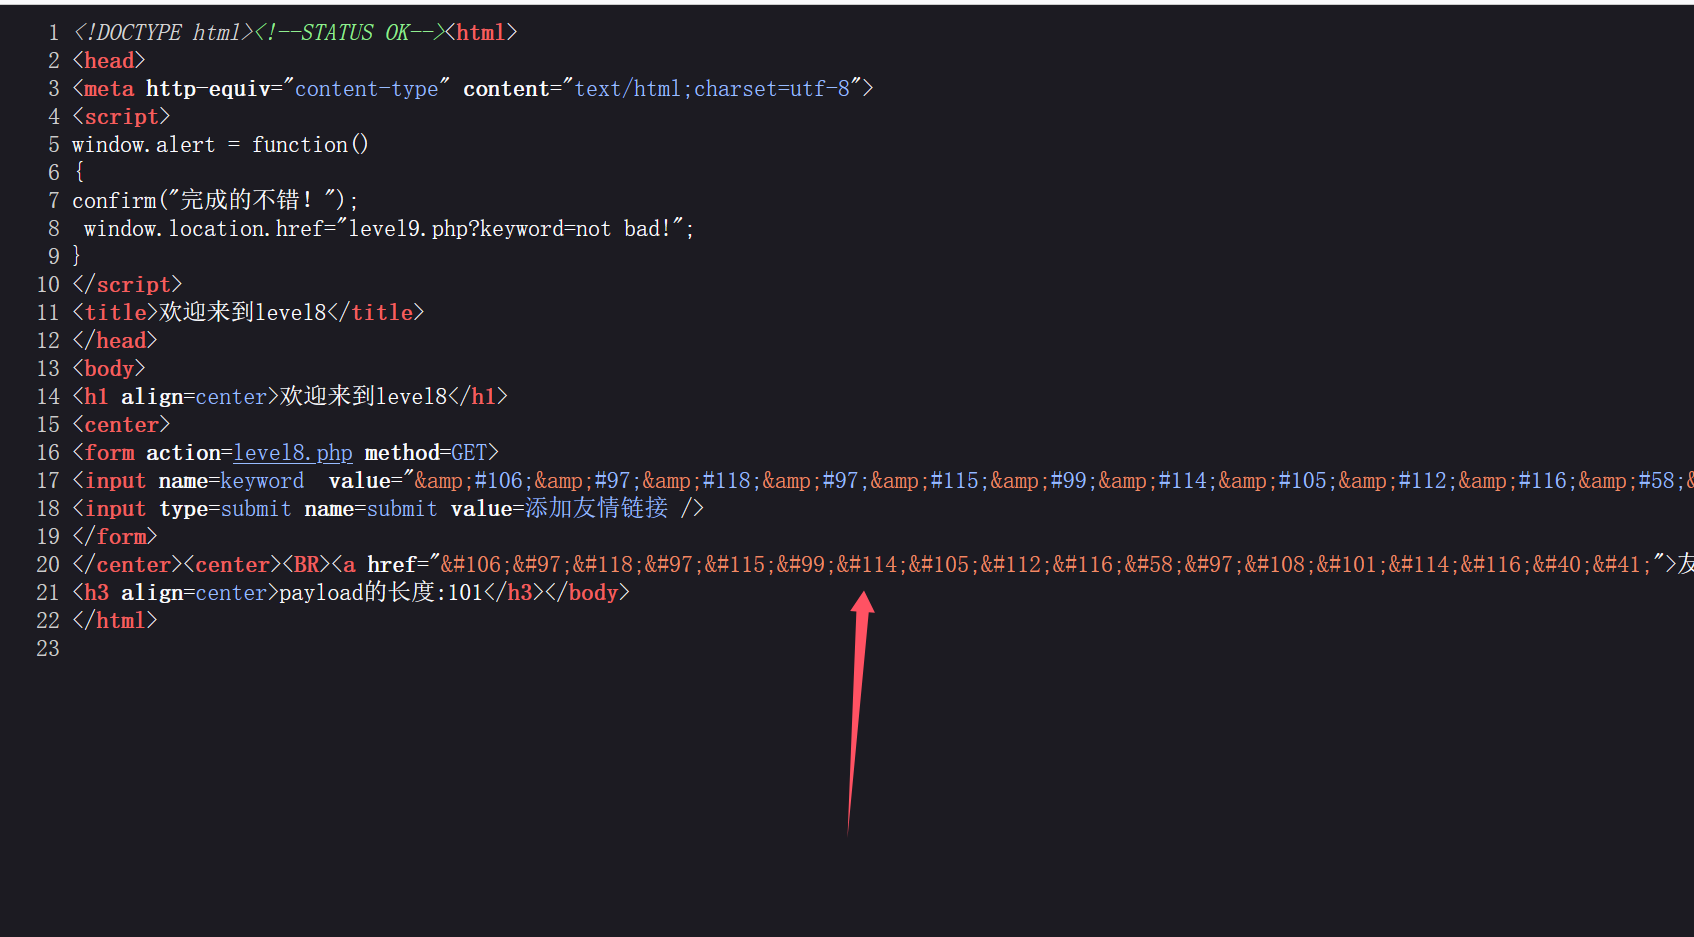 1 <!DOCTYPE html><!--STATUS OK--><html>
2 <head>
3 <meta http-equiv="content-type" content="text/html;charset=utf-8">
4 <script>
5 window.alert = function()
6 {
7 confirm("完成的不错！");
8  window.location.href="level9.php?keyword=not bad!";
9 }
10 </script>
11 <title>欢迎来到level8</title>
12 </head>
13 <body>
14 <h1 align=center>欢迎来到level8</h1>
15 <center>
16 <form action=level8.php method=GET>
17 <input name=keyword  value="&amp;#106;&amp;#97;&amp;#118;&amp;#97;&amp;#115;&amp;#99;&amp;#114;&amp;#105;&amp;#112;&amp;#116;&amp;#58;&
18 <input type=submit name=submit value=添加友情链接 />
19 </form>
20 </center><center><BR><a href="&#106;&#97;&#118;&#97;&#115;&#99;&#114;&#105;&#112;&#116;&#58;&#97;&#108;&#101;&#114;&#116;&#40;&#41;">友
21 <h3 align=center>payload的长度:101</h3></body>
22 </html>
23